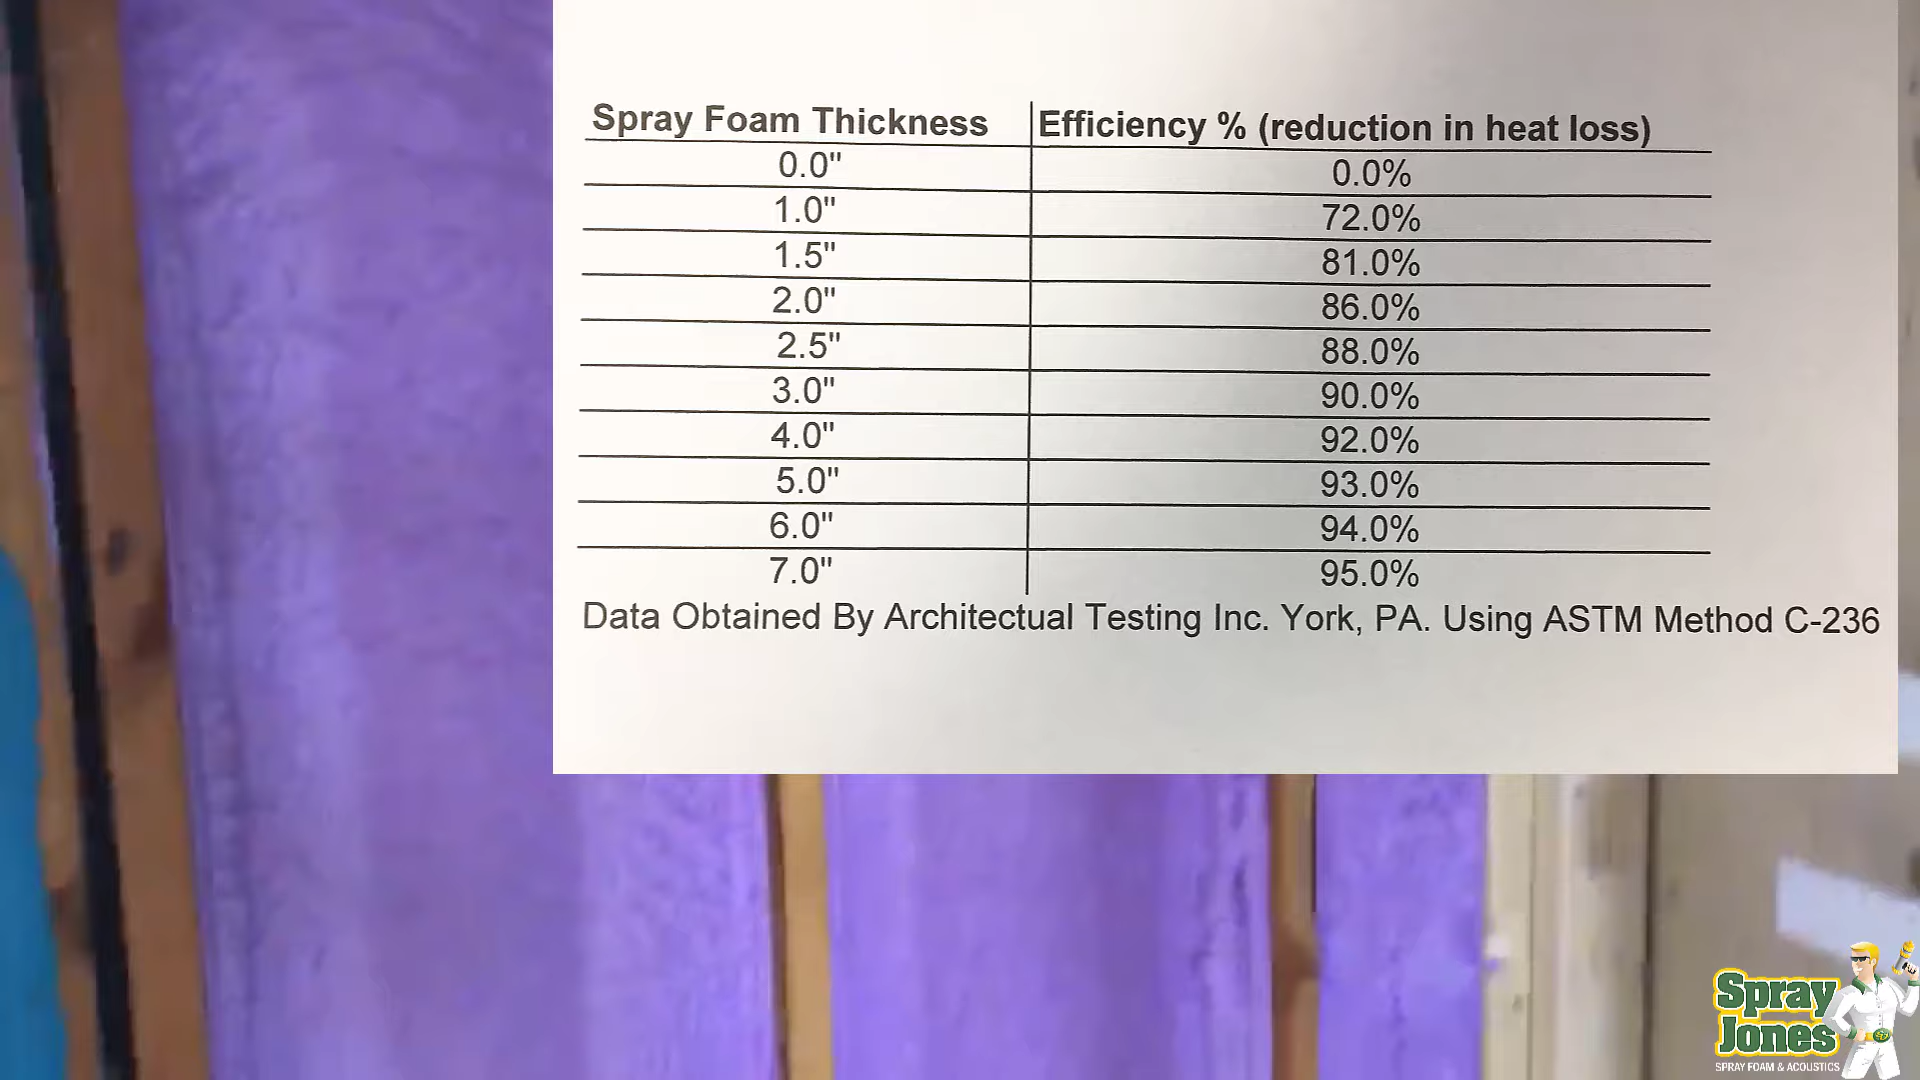 Spray Foam Thickness Efficiency % (reduction in heat loss)
0.0" 0.0%
1.0" 72.0%
1.5" 81.0%
2.0" 86.0%
2.5" 88.0%
3.0" 90.0%
4.0" 92.0%
5.0" 93.0%
6.0" 94.0%
7.0" 95.0%
Data Obtained By Architectual Testing Inc. York, PA. Using ASTM Method C-236
Spray
Jones
SPRAY FOAM & ACOUSTICS